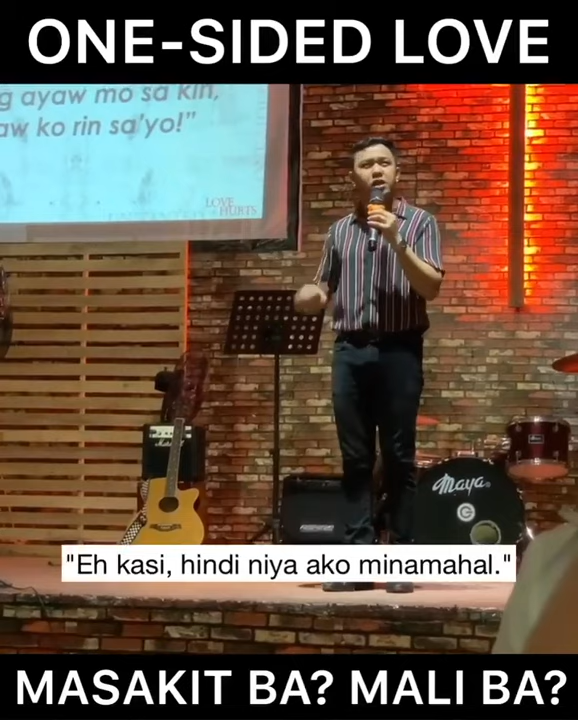 ONE-SIDED LOVE
g ayaw mo sa kin,
aw ko rin sa'yo!"
LOVE
HURTS
Maya
G
"Eh kasi, hindi niya ako minamahal."
MASAKIT BA? MALI BA?